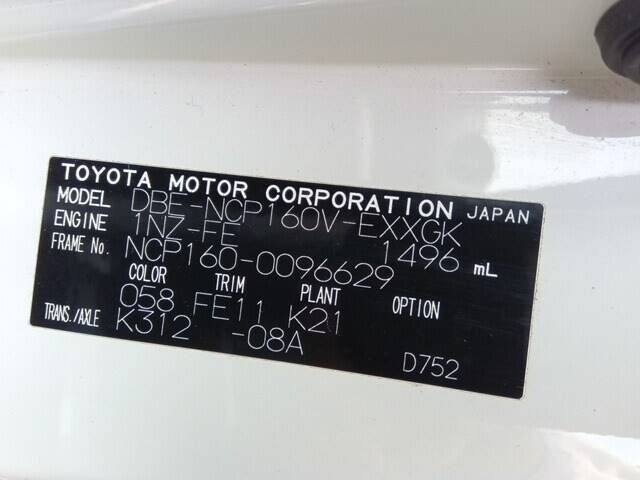 TOYOTA MOTOR CORPORATION JAPAN
MODEL DBE-NCP160V-EXXGK
ENGINE 1NZ-FE 1496 mL
FRAME No. NCP160-0096629
COLOR TRIM PLANT OPTION
058 FE11 K21
TRANS./AXLE K312 -08A
D752